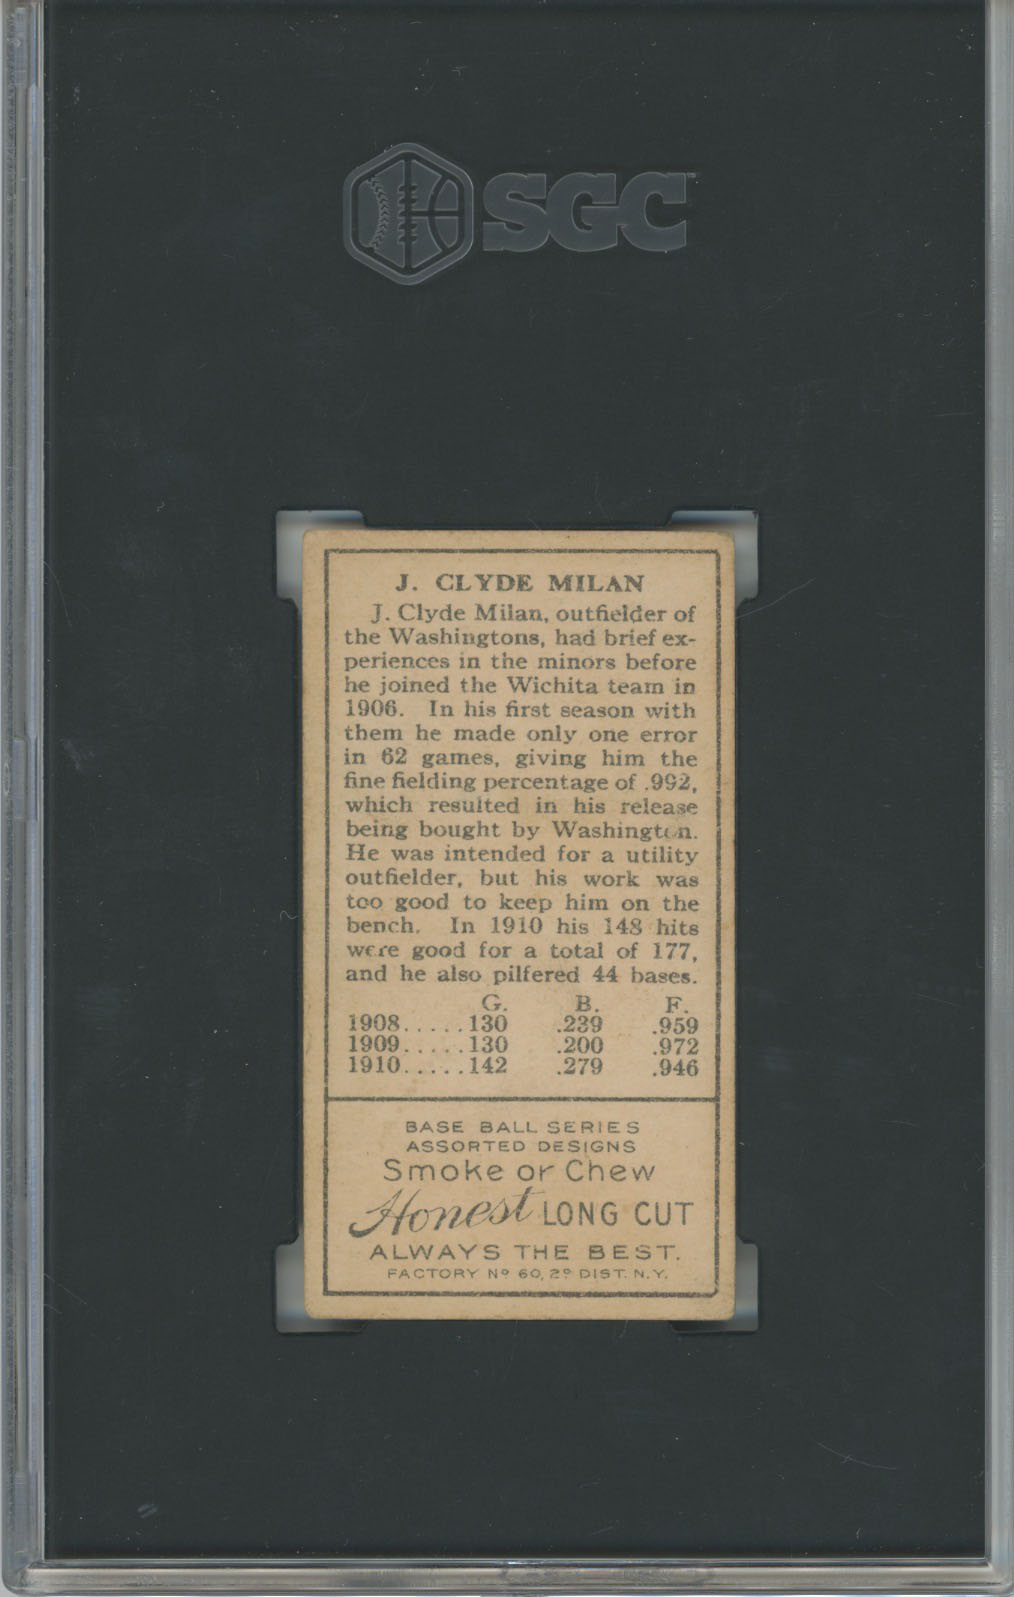 SGC
J. CLYDE MILAN
J. Clyde Milan, outfielder of
the Washingtons, had brief ex-
periences in the minors before
he joined the Wichita team in
1906. In his first season with
them he made only one error
in 62 games, giving him the
fine fielding percentage of .992,
which resulted in his release
being bought by Washington.
He was intended for a utility
outfielder, but his work was
too good to keep him on the
bench. In 1910 his 148 hits
were good for a total of 177,
and he also pilfered 44 bases.
G. B. F.
1908.....130 .239 .959
1909.....130 .200 .972
1910.....142 .279 .946
BASE BALL SERIES
ASSORTED DESIGNS
Smoke or Chew
Honest LONG CUT
ALWAYS THE BEST.
FACTORY Nº 60, 2º DIST. N.Y.